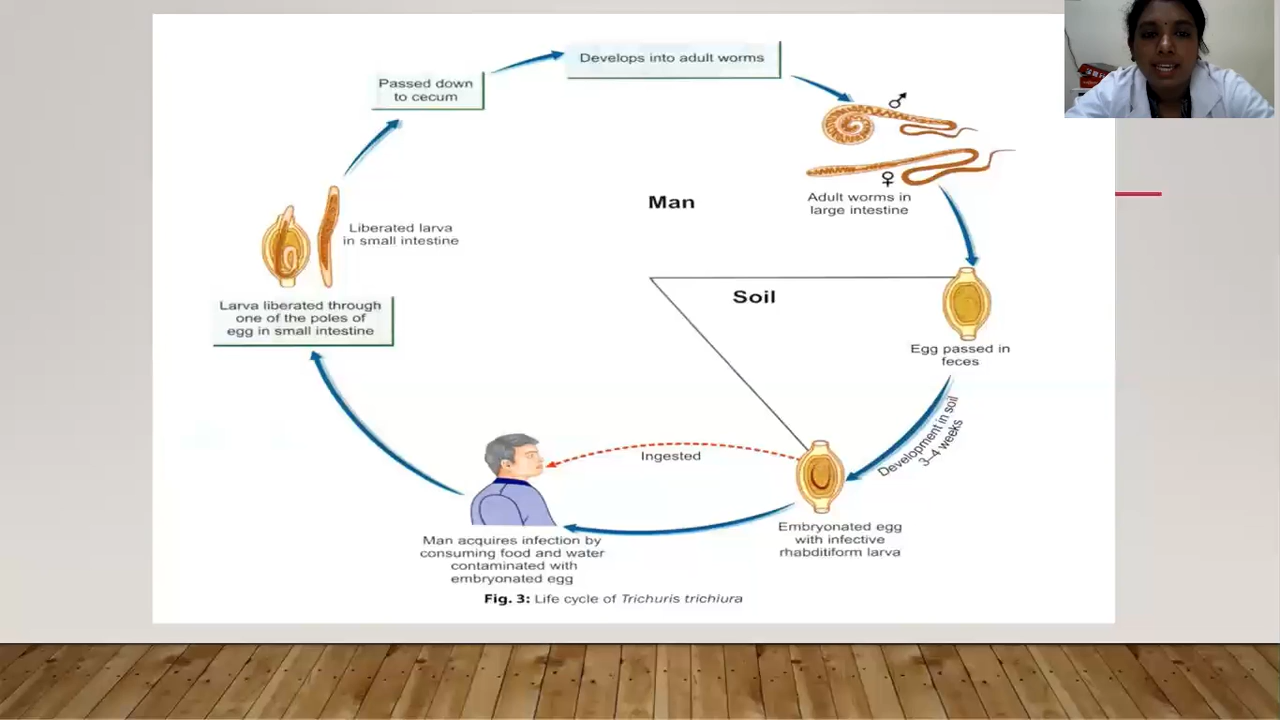 Develops into adult worms
Passed down
to cecum
♂
♀
Adult worms in
large intestine
Man
Liberated larva
in small intestine
Soil
Larva liberated through
one of the poles of
egg in small intestine
Egg passed in
feces
Development in soil
3–4 weeks
Ingested
Embryonated egg
with infective
rhabditiform larva
Man acquires infection by
consuming food and water
contaminated with
embryonated egg
Fig. 3: Life cycle of Trichuris trichiura